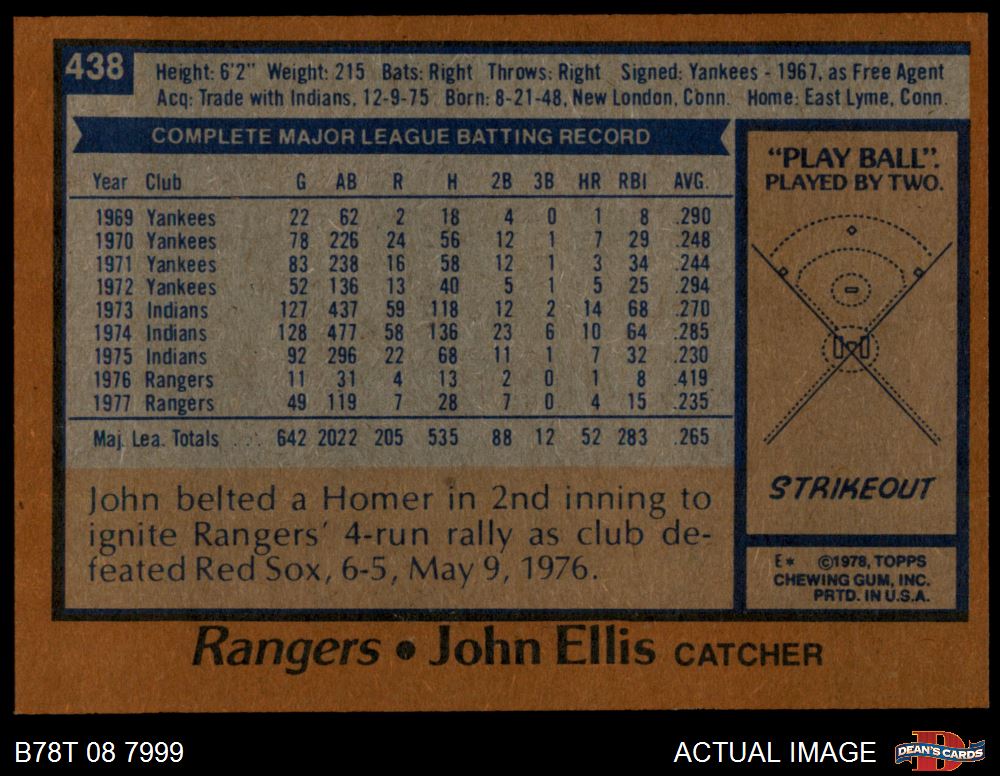 438
Height: 6'2" Weight: 215 Bats: Right Throws: Right Signed: Yankees - 1967, as Free Agent
Acq: Trade with Indians, 12-9-75 Born: 8-21-48, New London, Conn. Home: East Lyme, Conn.
COMPLETE MAJOR LEAGUE BATTING RECORD
Year Club G AB R H 2B 3B HR RBI AVG.
1969 Yankees 22 62 2 18 4 0 1 8 .290
1970 Yankees 78 226 24 56 12 1 7 29 .248
1971 Yankees 83 238 16 58 12 1 3 34 .244
1972 Yankees 52 136 13 40 5 1 5 25 .294
1973 Indians 127 437 59 118 12 2 14 68 .270
1974 Indians 128 477 58 136 23 6 10 64 .285
1975 Indians 92 296 22 68 11 1 7 32 .230
1976 Rangers 11 31 4 13 2 0 1 8 .419
1977 Rangers 49 119 7 28 7 0 4 15 .235
Maj. Lea. Totals ... 642 2022 205 535 88 12 52 283 .265
John belted a Homer in 2nd inning to
ignite Rangers' 4-run rally as club de-
feated Red Sox, 6-5, May 9, 1976.
"PLAY BALL".
PLAYED BY TWO.
STRIKEOUT
E* ©1978, TOPPS
CHEWING GUM, INC.
PRTD. IN U.S.A.
Rangers • John Ellis CATCHER
B78T 08 7999
ACTUAL IMAGE
DEAN'S CARDS